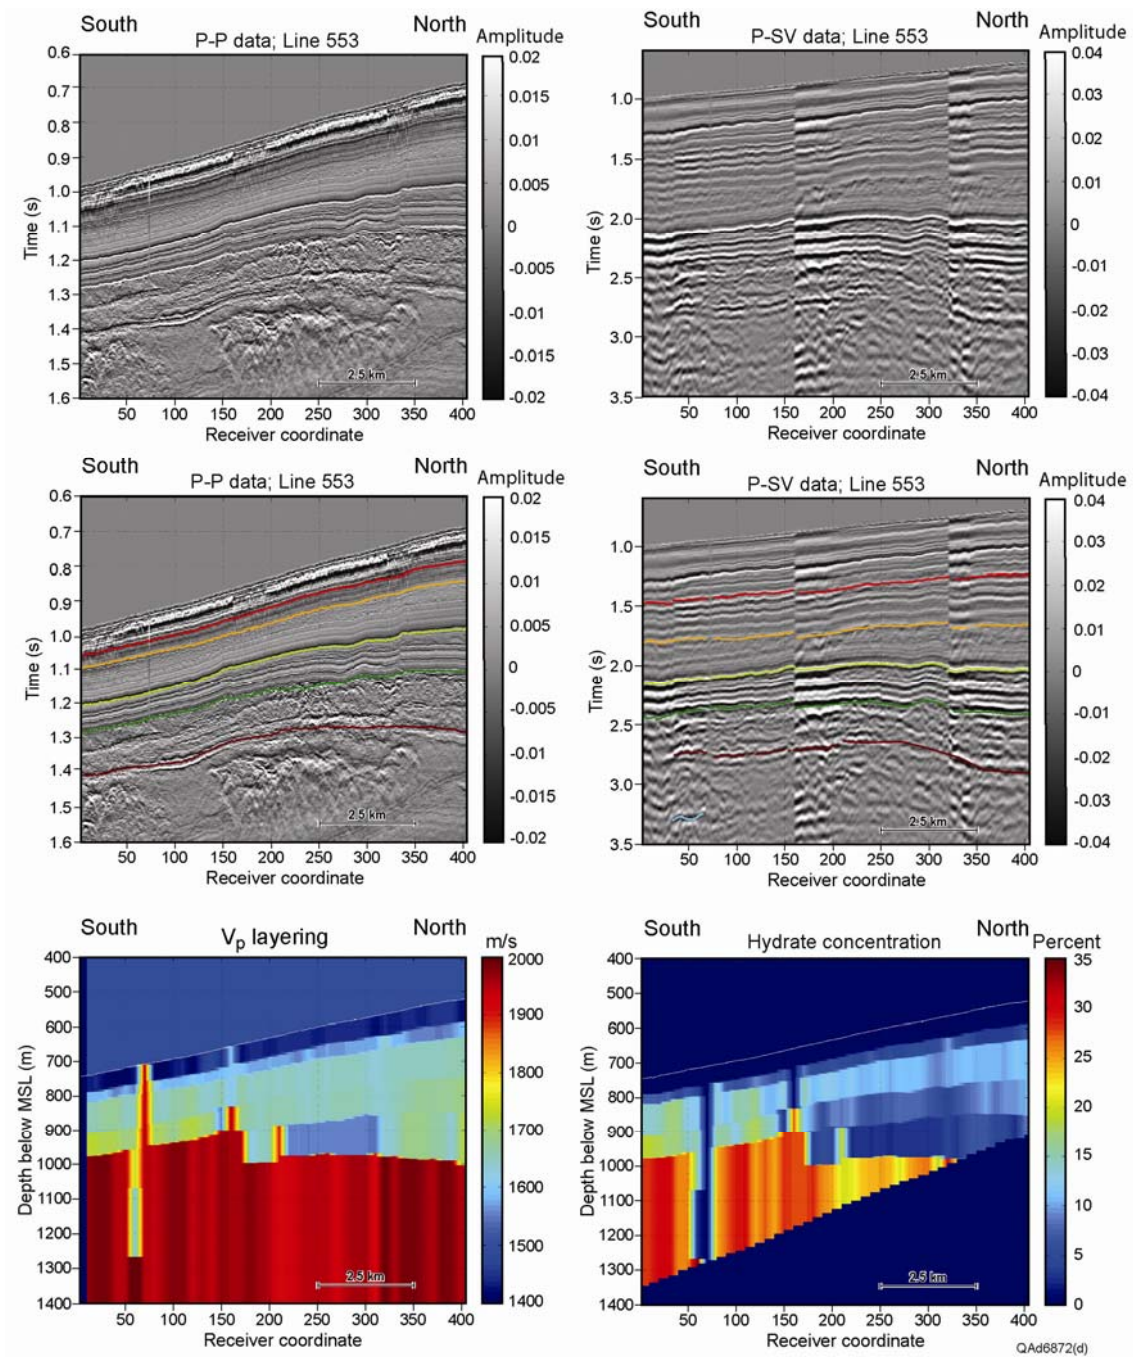 South North
P-P data; Line 553 Amplitude
0.6
0.7
0.8
0.9
1.0
1.1
1.2
1.3
1.4
1.5
1.6
Time (s)
50 100 150 200 250 300 350 400
Receiver coordinate
2.5 km
0.02
0.015
0.01
0.005
0
-0.005
-0.01
-0.015
-0.02
South North
P-SV data; Line 553 Amplitude
1.0
1.5
2.0
2.5
3.0
3.5
Time (s)
50 100 150 200 250 300 350 400
Receiver coordinate
2.5 km
0.04
0.03
0.02
0.01
0
-0.01
-0.02
-0.03
-0.04
South North
P-P data; Line 553 Amplitude
0.6
0.7
0.8
0.9
1.0
1.1
1.2
1.3
1.4
1.5
1.6
Time (s)
50 100 150 200 250 300 350 400
Receiver coordinate
2.5 km
0.02
0.015
0.01
0.005
0
-0.005
-0.01
-0.015
-0.02
South North
P-SV data; Line 553 Amplitude
1.0
1.5
2.0
2.5
3.0
3.5
Time (s)
50 100 150 200 250 300 350 400
Receiver coordinate
2.5 km
0.04
0.03
0.02
0.01
0
-0.01
-0.02
-0.03
-0.04
South North
Vp layering m/s
400
500
600
700
800
900
1000
1100
1200
1300
1400
Depth below MSL (m)
50 100 150 200 250 300 350 400
Receiver coordinate
2.5 km
2000
1900
1800
1700
1600
1500
1400
South North
Hydrate concentration Percent
400
500
600
700
800
900
1000
1100
1200
1300
1400
Depth below MSL (m)
50 100 150 200 250 300 350 400
Receiver coordinate
2.5 km
35
30
25
20
15
10
5
0
QAd6872(d)